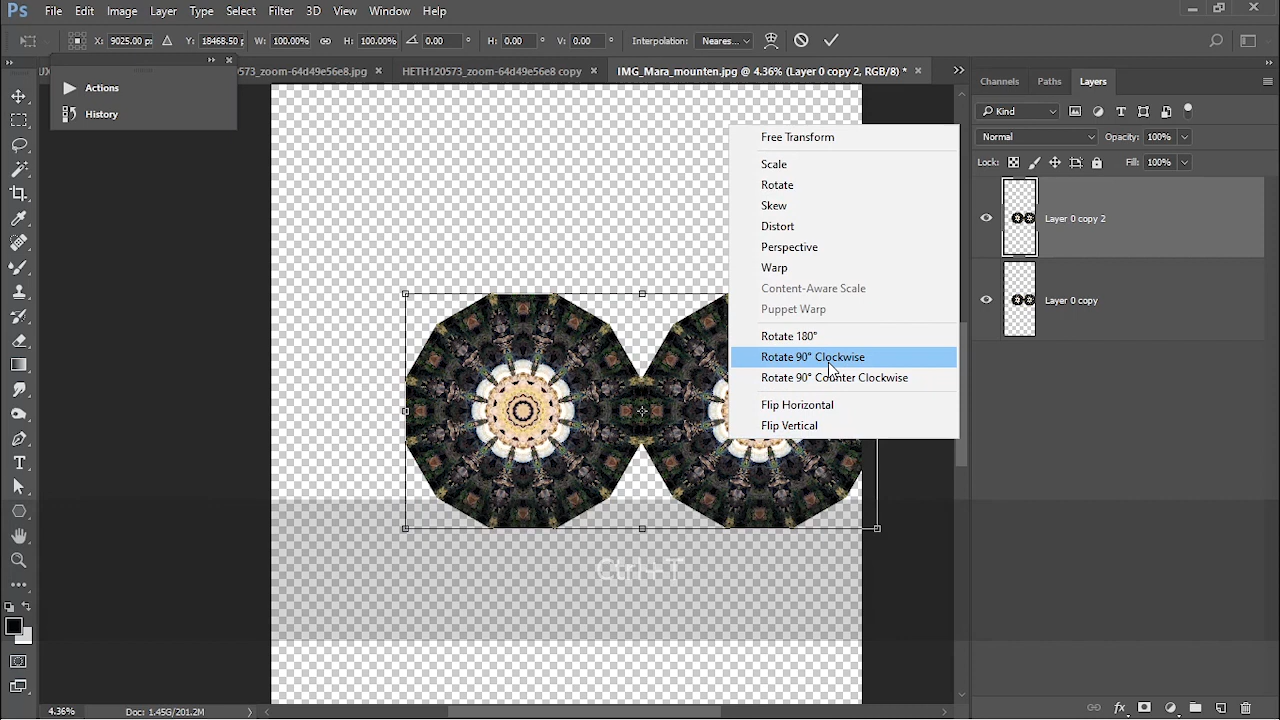 Ps File Edit Image Layer Type Select Filter 3D View Window Help
X: 9025.00 px Y: 18468.50 p W: 100.00% H: 100.00% 0.00 ° H: 0.00 ° V: 0.00 ° Interpolation: Neares...
_573_zoom-64d49e56e8.jpg × HETH120573_zoom-64d49e56e8 copy × IMG_Mara_mounten.jpg @ 4.36% (Layer 0 copy 2, RGB/8) * ×
Actions
History
Channels Paths Layers
Kind
Normal Opacity: 100%
Locks: Fill: 100%
Layer 0 copy 2
Layer 0 copy
Free Transform
Scale
Rotate
Skew
Distort
Perspective
Warp
Content-Aware Scale
Puppet Warp
Rotate 180°
Rotate 90° Clockwise
Rotate 90° Counter Clockwise
Flip Horizontal
Flip Vertical
Ctrl+T
4.36% Doc: 1.45G/201.2M